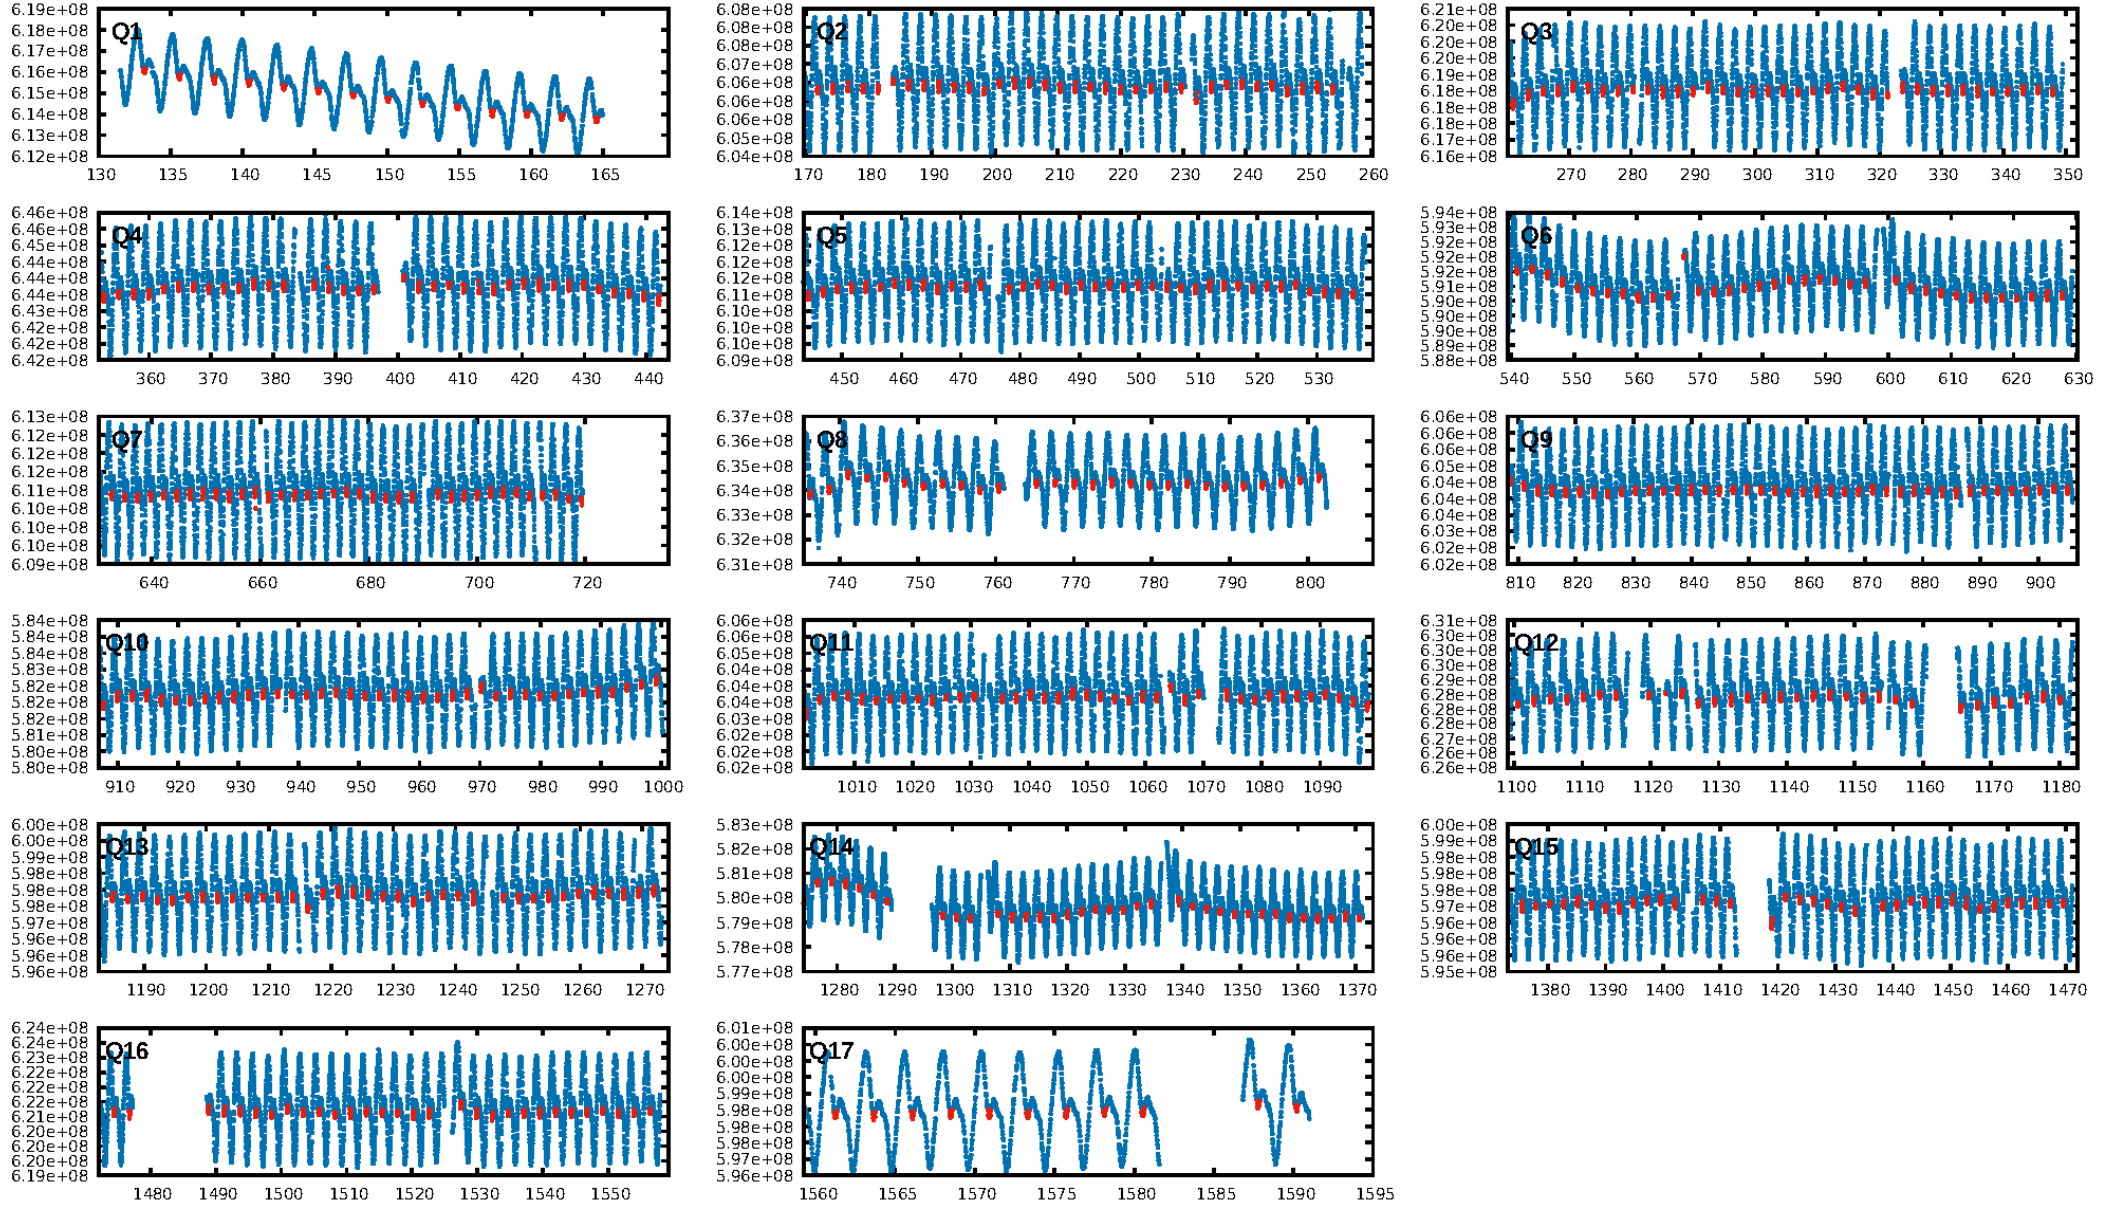 6.19e+08 6.18e+08 6.17e+08 6.16e+08 6.15e+08 6.14e+08 6.13e+08 6.12e+08
Q1
130 135 140 145 150 155 160 165
6.08e+08 6.08e+08 6.07e+08 6.07e+08 6.06e+08 6.06e+08 6.05e+08 6.05e+08 6.04e+08
Q2
170 180 190 200 210 220 230 240 250 260
6.21e+08 6.20e+08 6.20e+08 6.19e+08 6.18e+08 6.18e+08 6.17e+08 6.17e+08 6.16e+08
Q3
270 280 290 300 310 320 330 340 350
6.46e+08 6.45e+08 6.45e+08 6.44e+08 6.44e+08 6.43e+08 6.43e+08 6.42e+08 6.42e+08 6.42e+08
Q4
360 370 380 390 400 410 420 430 440
6.14e+08 6.13e+08 6.12e+08 6.12e+08 6.11e+08 6.11e+08 6.10e+08 6.10e+08 6.09e+08
Q5
450 460 470 480 490 500 510 520 530
5.94e+08 5.93e+08 5.92e+08 5.92e+08 5.91e+08 5.91e+08 5.90e+08 5.90e+08 5.89e+08 5.89e+08 5.88e+08
Q6
540 550 560 570 580 590 600 610 620 630
6.13e+08 6.12e+08 6.12e+08 6.11e+08 6.11e+08 6.10e+08 6.10e+08 6.10e+08 6.09e+08
Q7
640 660 680 700 720
6.37e+08 6.36e+08 6.35e+08 6.34e+08 6.33e+08 6.32e+08 6.31e+08
Q8
740 750 760 770 780 790 800
6.06e+08 6.06e+08 6.05e+08 6.05e+08 6.04e+08 6.04e+08 6.03e+08 6.02e+08 6.02e+08
Q9
810 820 830 840 850 860 870 880 890 900
5.84e+08 5.84e+08 5.84e+08 5.83e+08 5.82e+08 5.82e+08 5.82e+08 5.81e+08 5.80e+08 5.80e+08
Q10
910 920 930 940 950 960 970 980 990 1000
6.06e+08 6.06e+08 6.05e+08 6.04e+08 6.04e+08 6.04e+08 6.03e+08 6.02e+08 6.02e+08 6.02e+08
Q11
1010 1020 1030 1040 1050 1060 1070 1080 1090
6.31e+08 6.30e+08 6.30e+08 6.29e+08 6.28e+08 6.28e+08 6.27e+08 6.26e+08 6.26e+08
Q12
1100 1110 1120 1130 1140 1150 1160 1170 1180
6.00e+08 6.00e+08 5.99e+08 5.98e+08 5.98e+08 5.98e+08 5.97e+08 5.96e+08 5.96e+08 5.96e+08
Q13
1190 1200 1210 1220 1230 1240 1250 1260 1270
5.83e+08 5.82e+08 5.81e+08 5.80e+08 5.79e+08 5.78e+08 5.77e+08
Q14
1280 1290 1300 1310 1320 1330 1340 1350 1360 1370
6.00e+08 5.99e+08 5.98e+08 5.98e+08 5.97e+08 5.97e+08 5.96e+08 5.96e+08 5.95e+08
Q15
1380 1390 1400 1410 1420 1430 1440 1450 1460 1470
6.24e+08 6.23e+08 6.23e+08 6.22e+08 6.22e+08 6.21e+08 6.21e+08 6.20e+08 6.20e+08 6.19e+08 6.19e+08
Q16
1480 1490 1500 1510 1520 1530 1540 1550
6.01e+08 6.00e+08 6.00e+08 5.99e+08 5.99e+08 5.98e+08 5.98e+08 5.97e+08 5.97e+08 5.96e+08
Q17
1560 1565 1570 1575 1580 1585 1590 1595